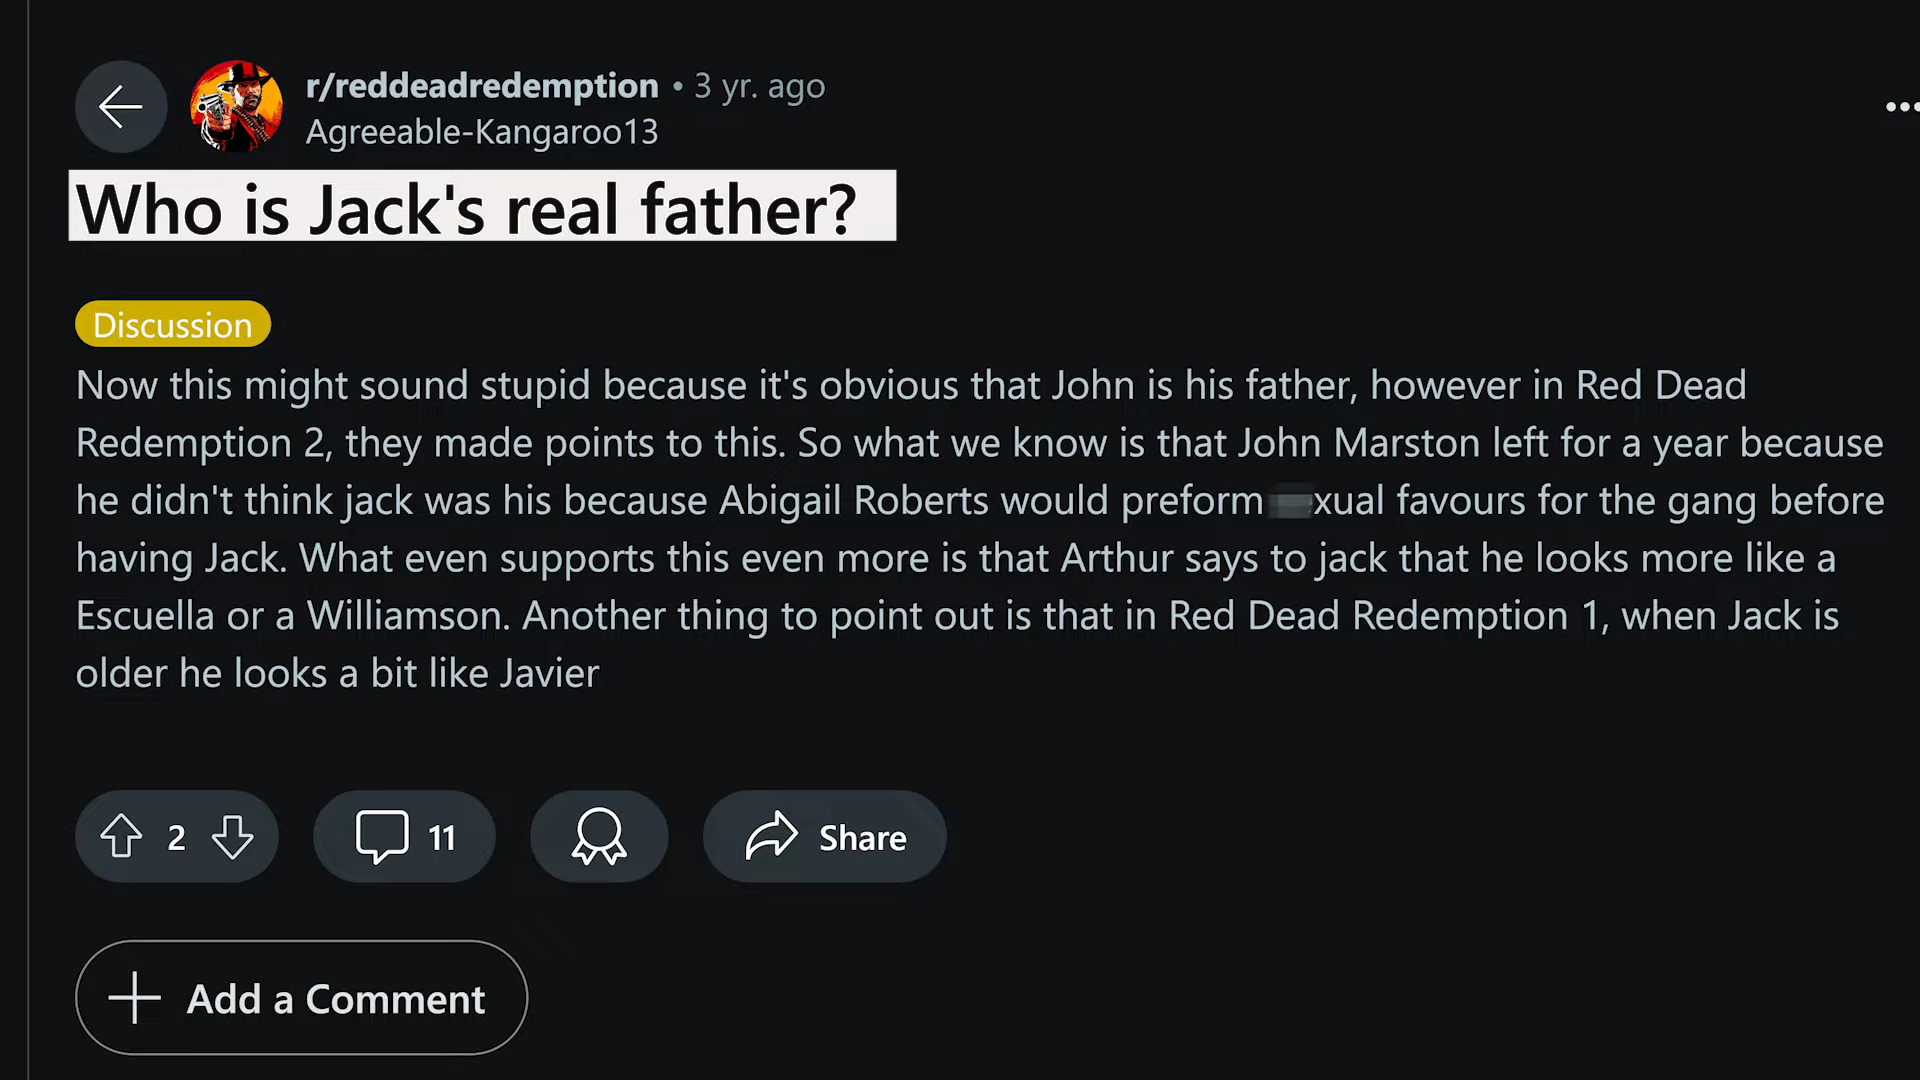 r/reddeadredemption • 3 yr. ago
Agreeable-Kangaroo13
Who is Jack's real father?
Discussion
Now this might sound stupid because it's obvious that John is his father, however in Red Dead
Redemption 2, they made points to this. So what we know is that John Marston left for a year because
he didn't think jack was his because Abigail Roberts would preform xual favours for the gang before
having Jack. What even supports this even more is that Arthur says to jack that he looks more like a
Escuella or a Williamson. Another thing to point out is that in Red Dead Redemption 1, when Jack is
older he looks a bit like Javier
2
11
Share
Add a Comment